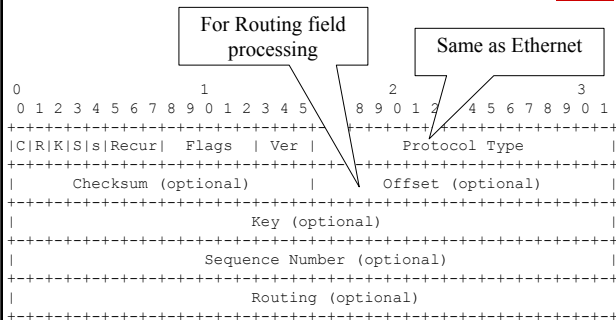 For Routing field
processing
Same as Ethernet
0 1 2 3
0 1 2 3 4 5 6 7 8 9 0 1 2 3 4 5 8 9 0 1 2 4 5 6 7 8 9 0 1
+-+-+-+-+-+-+-+-+-+-+-+-+-+-+-+-+-+-+-+-+-+-+-+-+-+-+-+-+-+-+-+-+
|C|R|K|S|s|Recur| Flags | Ver | Protocol Type |
+-+-+-+-+-+-+-+-+-+-+-+-+-+-+-+-+-+-+-+-+-+-+-+-+-+-+-+-+-+-+-+-+
| Checksum (optional) | Offset (optional) |
+-+-+-+-+-+-+-+-+-+-+-+-+-+-+-+-+-+-+-+-+-+-+-+-+-+-+-+-+-+-+-+-+
| Key (optional) |
+-+-+-+-+-+-+-+-+-+-+-+-+-+-+-+-+-+-+-+-+-+-+-+-+-+-+-+-+-+-+-+-+
| Sequence Number (optional) |
+-+-+-+-+-+-+-+-+-+-+-+-+-+-+-+-+-+-+-+-+-+-+-+-+-+-+-+-+-+-+-+-+
| Routing (optional) |
+-+-+-+-+-+-+-+-+-+-+-+-+-+-+-+-+-+-+-+-+-+-+-+-+-+-+-+-+-+-+-+-+